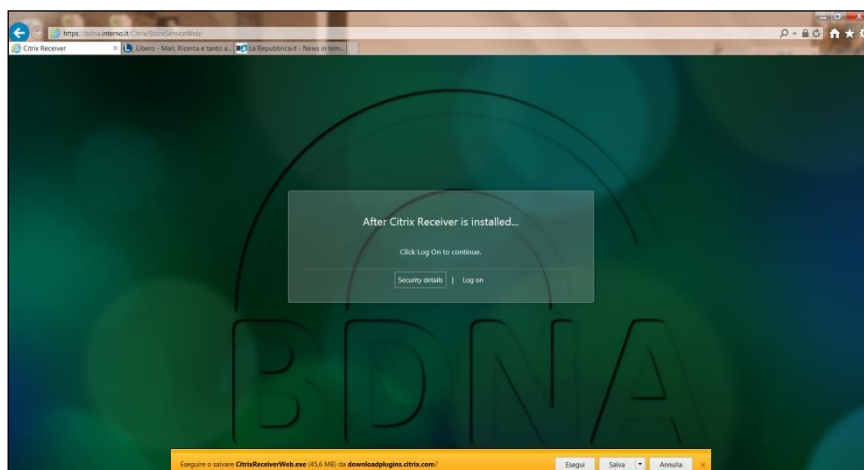 https://bdna.interno.it/Citrix/StoreServiceWeb/
Citrix Receiver
Libero - Mail, Ricerca e tanto a...
La Repubblica.it - News in tem...
After Citrix Receiver is installed...
Click Log On to continue.
Security details | Log on
BDNA
Eseguire o salvare CitrixReceiverWeb.exe (45,6 MB) da downloadplugins.citrix.com?
Esegui
Salva
Annulla